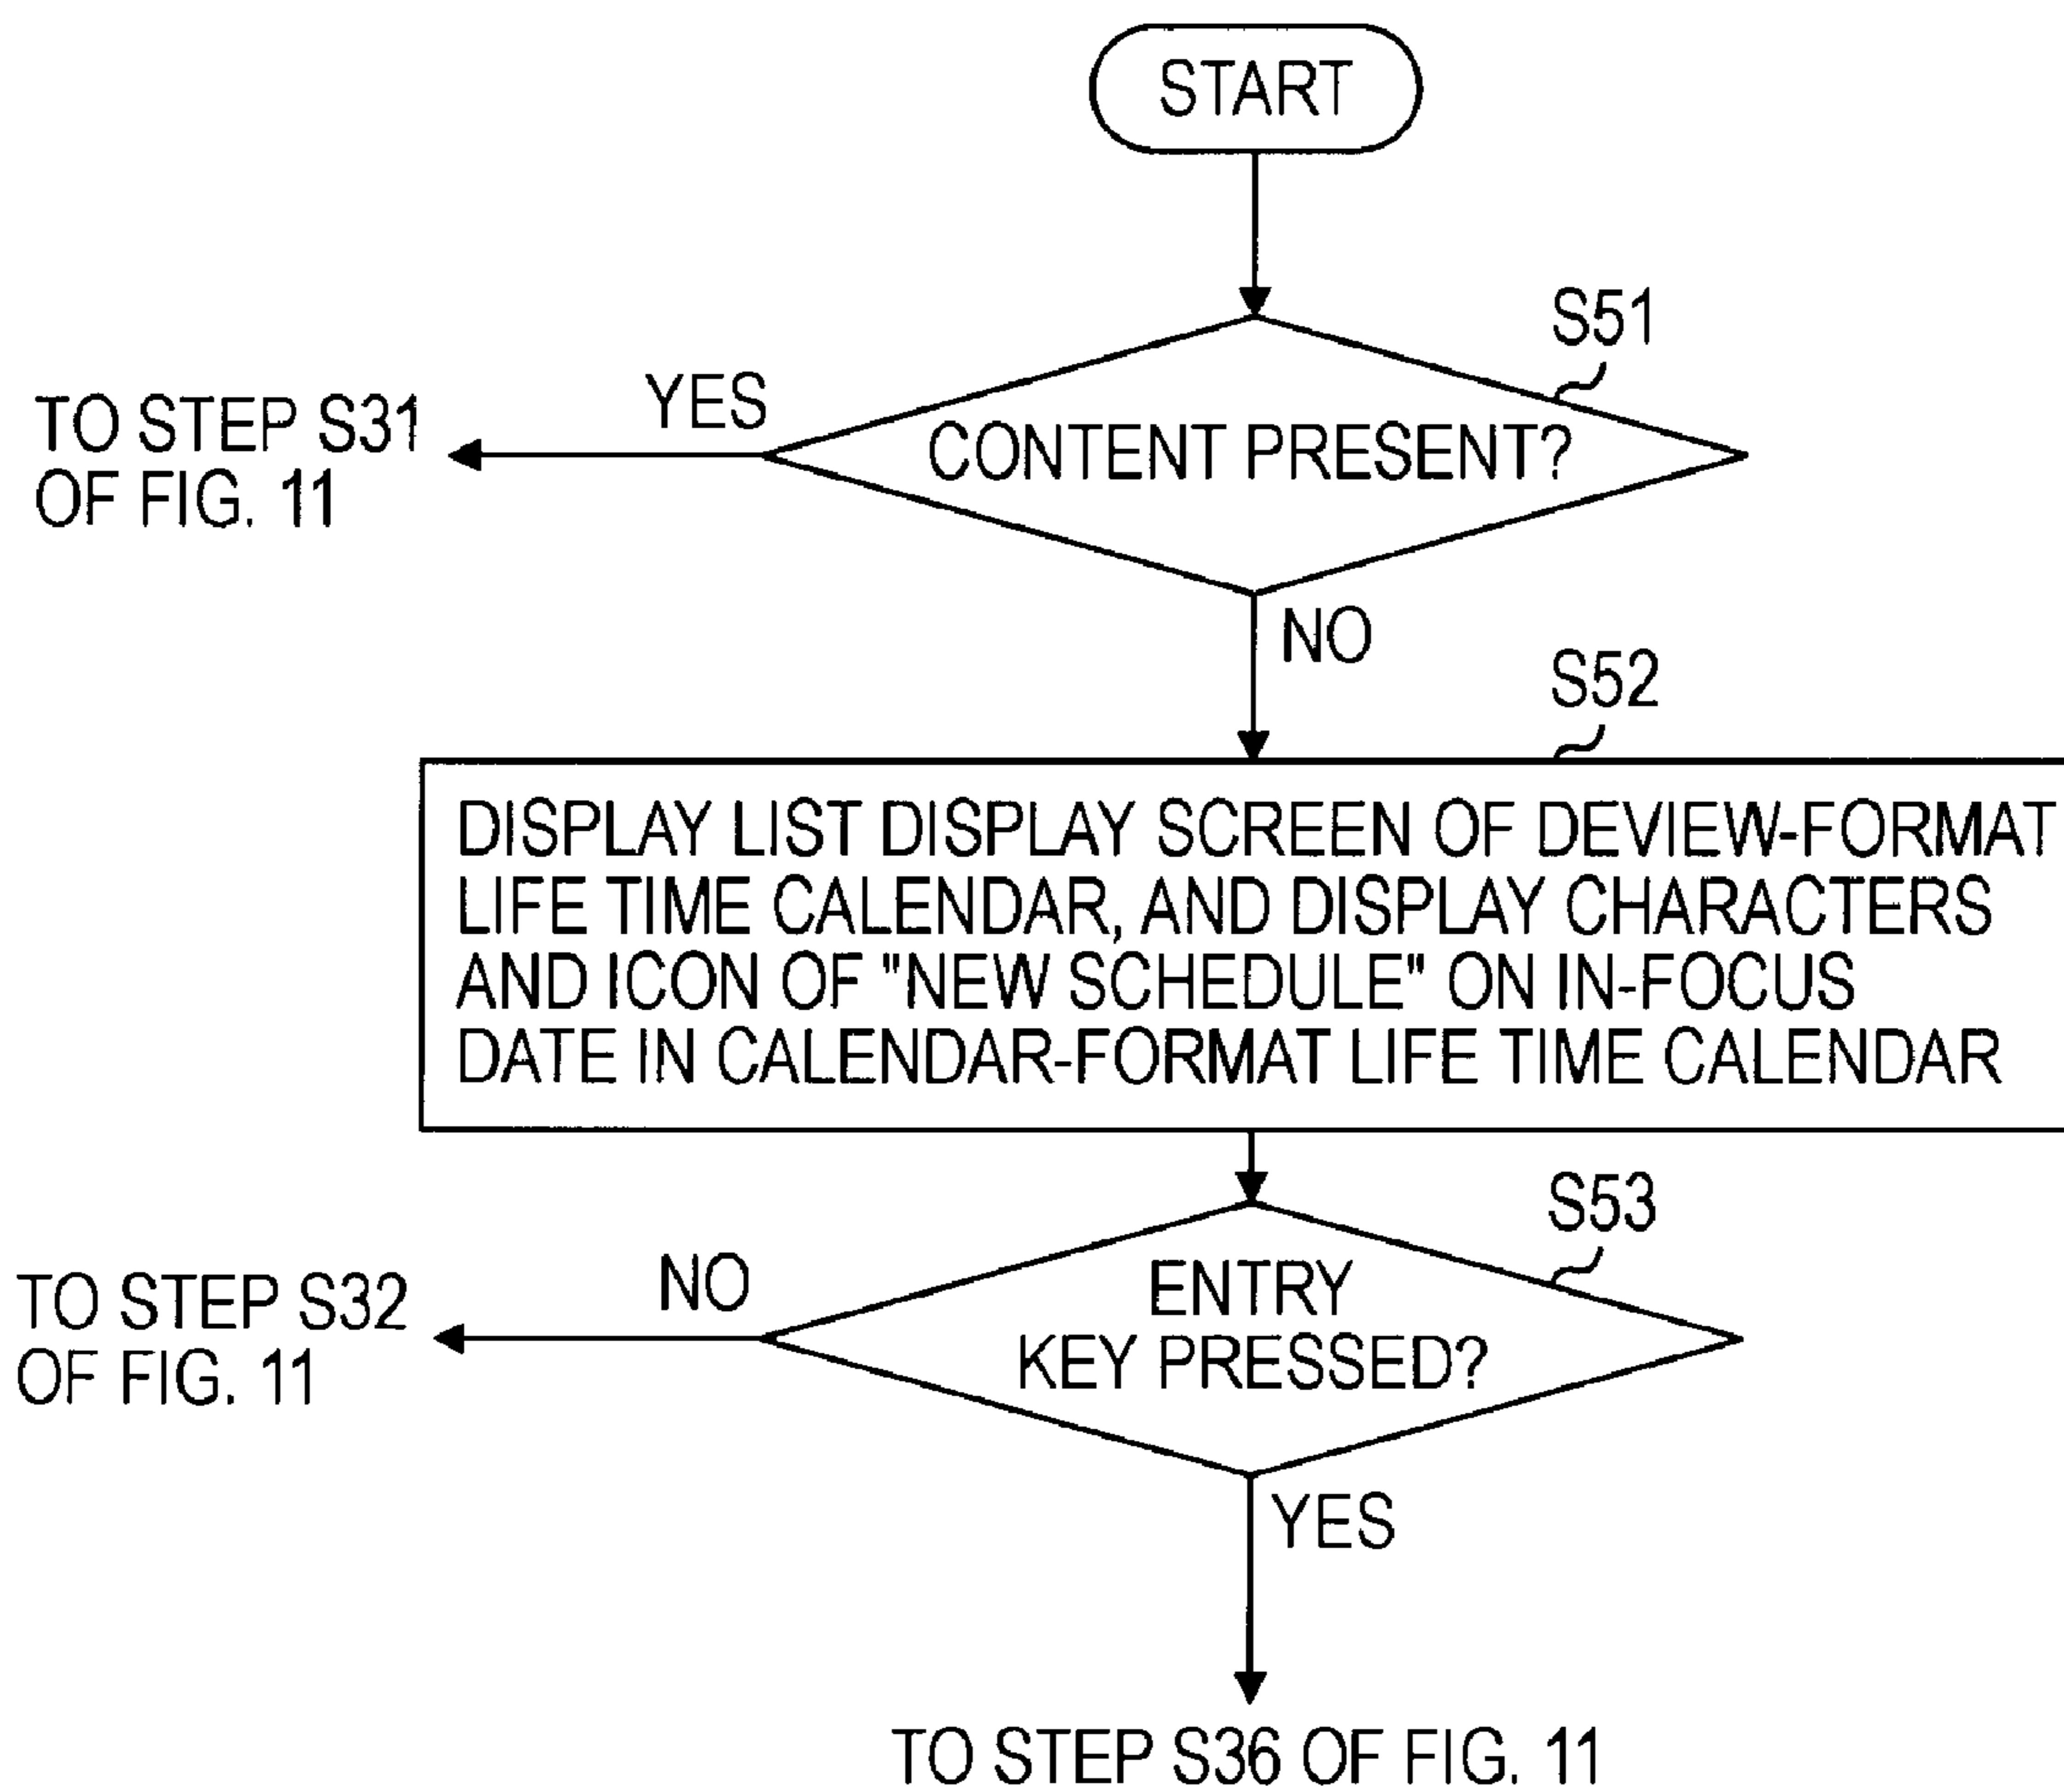 START
S51
YES
TO STEP S31
OF FIG. 11
CONTENT PRESENT?
NO
S52
DISPLAY LIST DISPLAY SCREEN OF DEVIEW-FORMAT
LIFE TIME CALENDAR, AND DISPLAY CHARACTERS
AND ICON OF "NEW SCHEDULE" ON IN-FOCUS
DATE IN CALENDAR-FORMAT LIFE TIME CALENDAR
S53
NO
TO STEP S32
OF FIG. 11
ENTRY
KEY PRESSED?
YES
TO STEP S36 OF FIG. 11